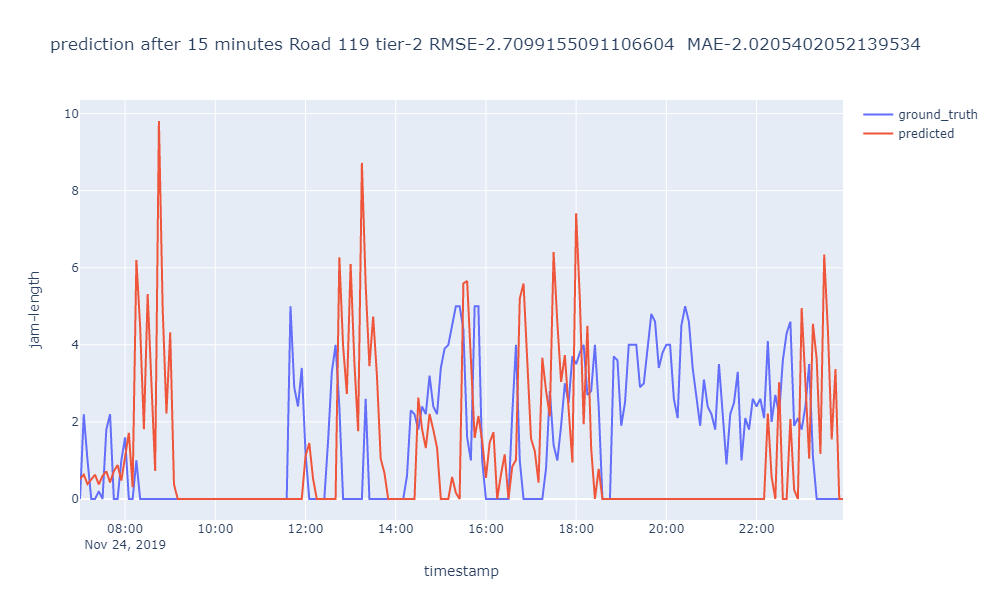 prediction after 15 minutes Road 119 tier-2 RMSE-2.7099155091106604  MAE-2.0205402052139534
ground_truth
predicted
10
8
6
4
2
0
jam-length
08:00 10:00 12:00 14:00 16:00 18:00 20:00 22:00
Nov 24, 2019
timestamp